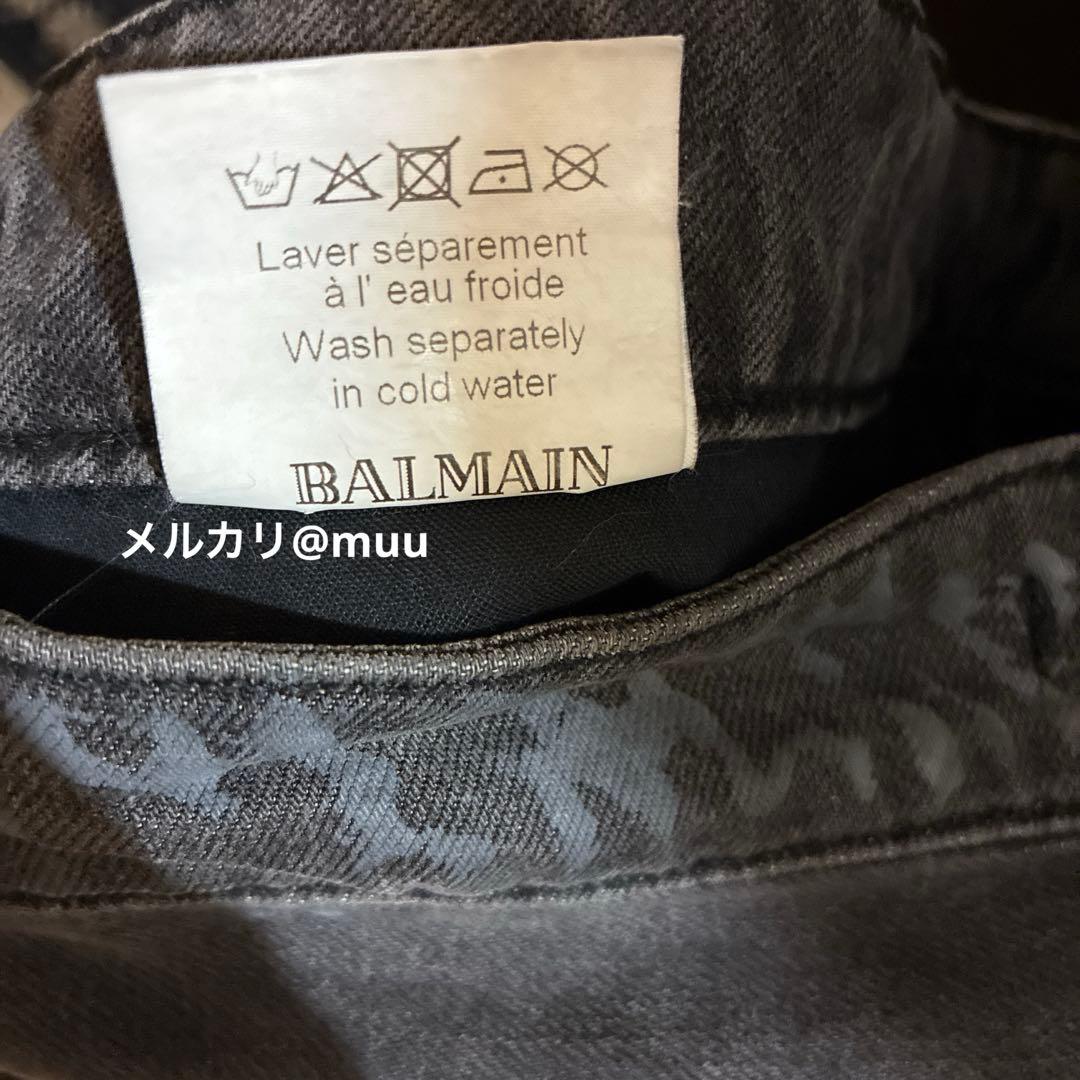 Laver séparement
à l' eau froide
Wash separately
in cold water
BALMAIN
メルカリ@muu